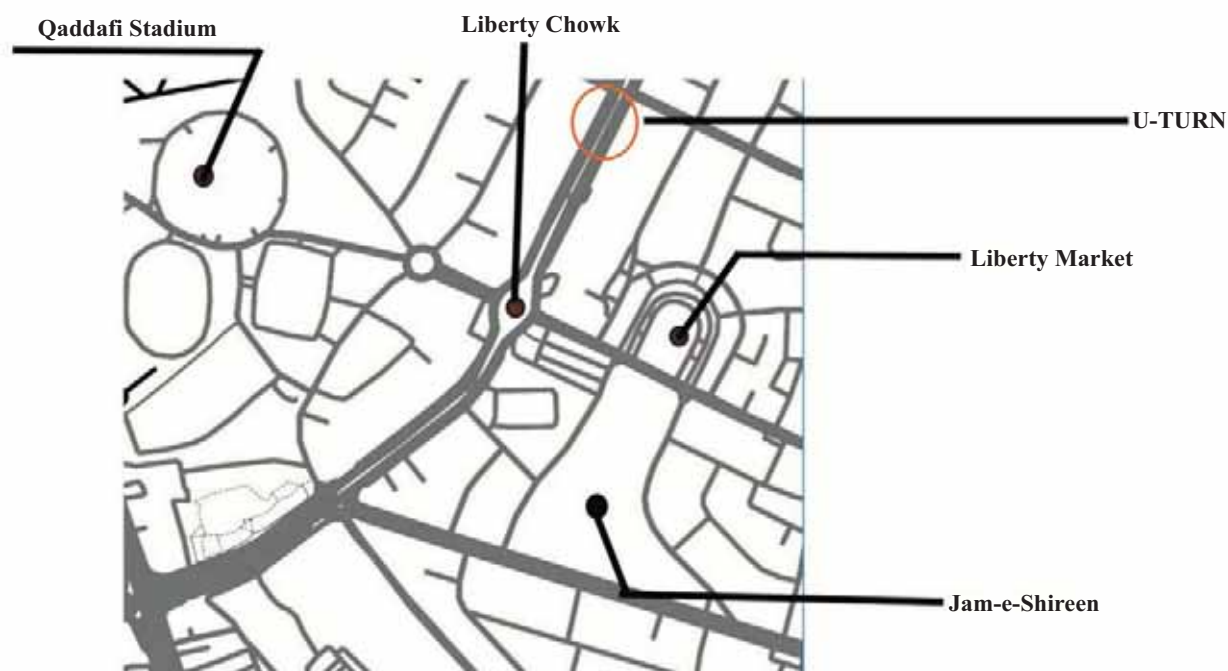 Qaddafi Stadium
Liberty Chowk
U-TURN
Liberty Market
Jam-e-Shireen